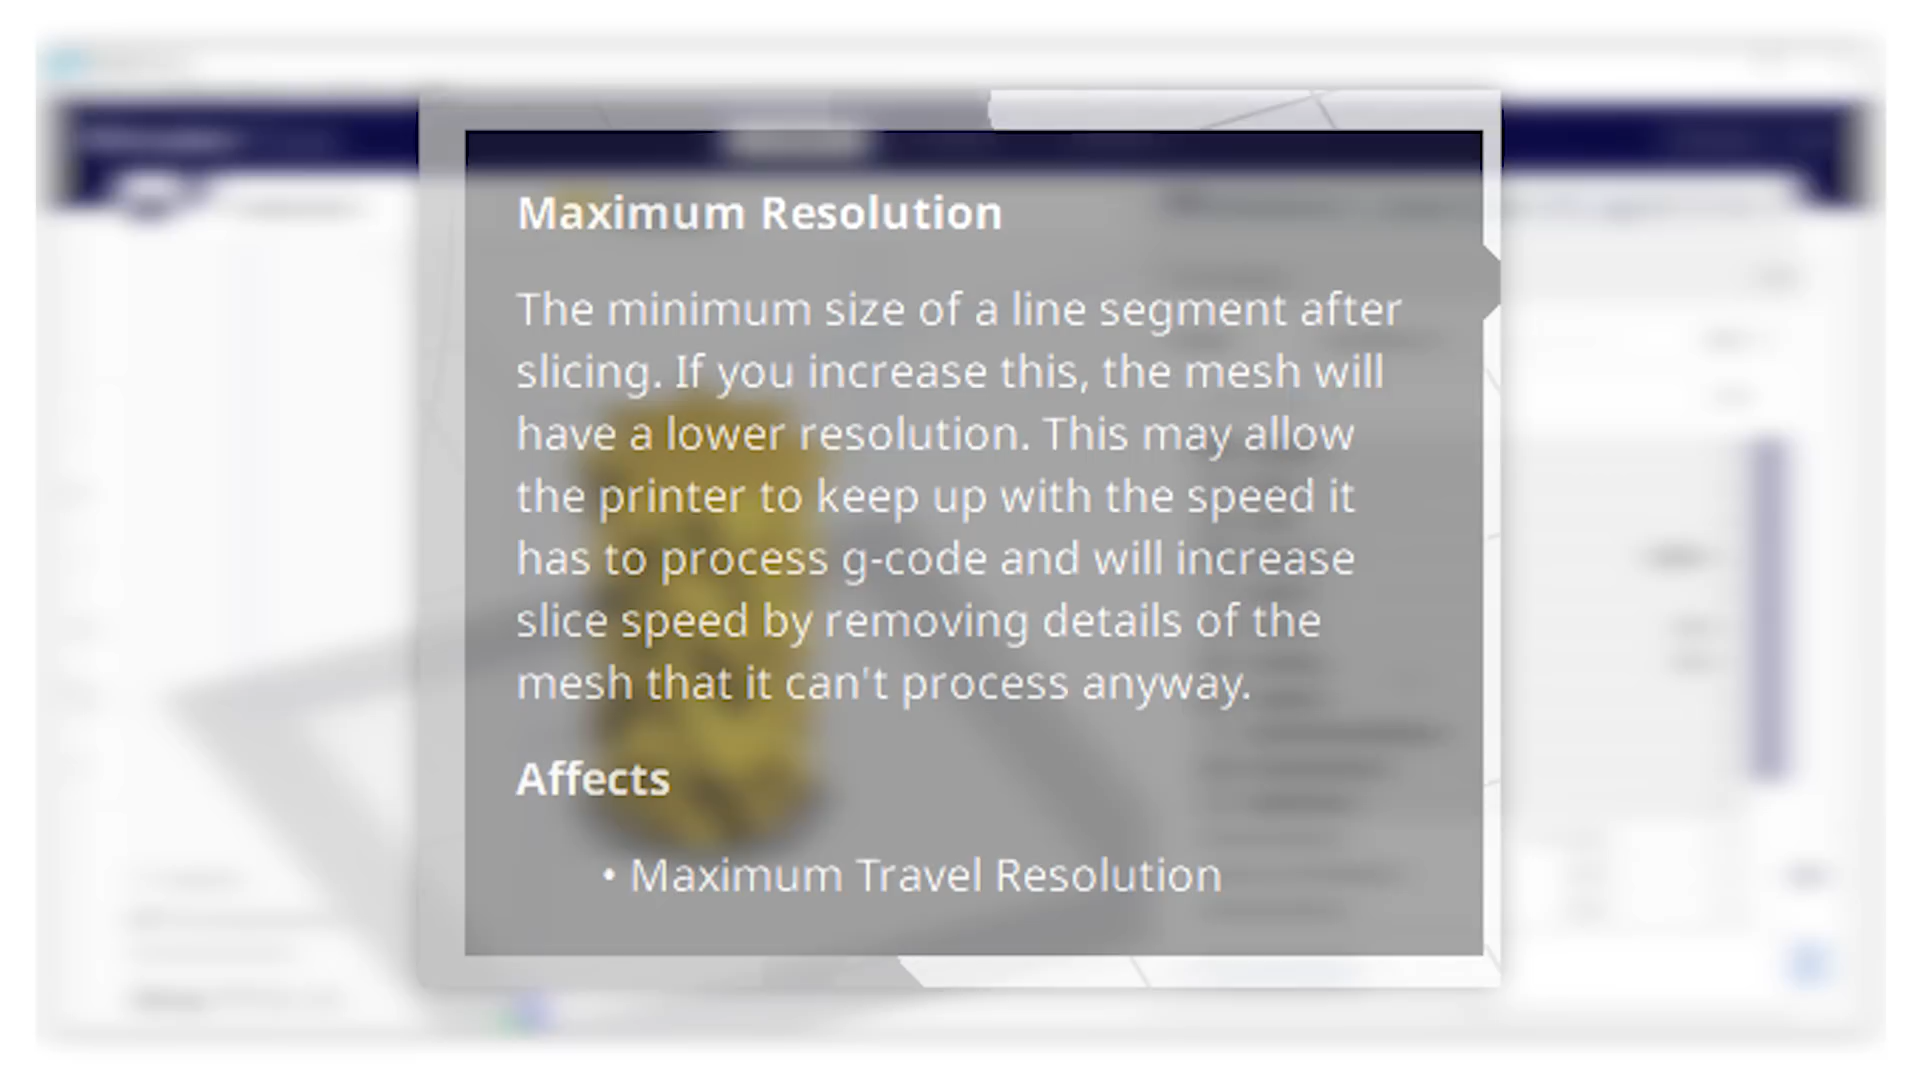 Maximum Resolution
The minimum size of a line segment after
slicing. If you increase this, the mesh will
have a lower resolution. This may allow
the printer to keep up with the speed it
has to process g-code and will increase
slice speed by removing details of the
mesh that it can't process anyway.
Affects
• Maximum Travel Resolution